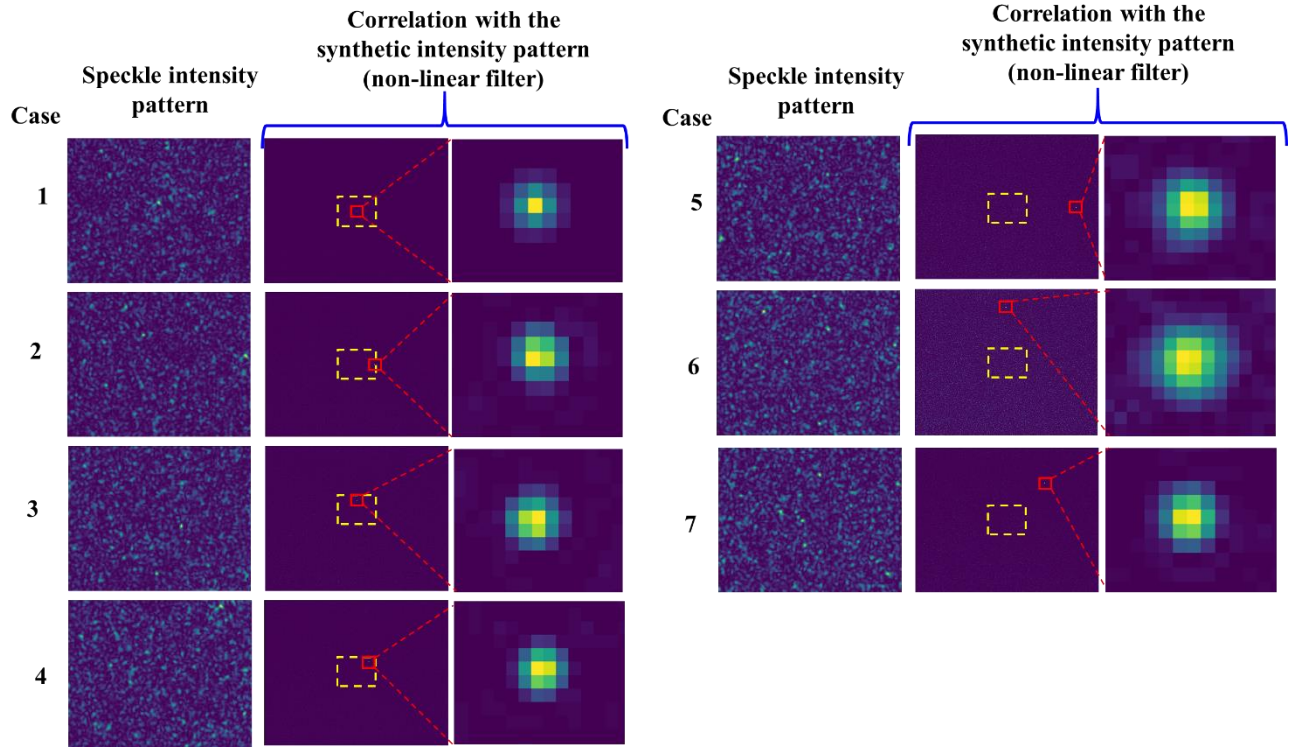 Correlation with the
synthetic intensity pattern
(non-linear filter)
Speckle intensity
pattern
Case
1
2
3
4
Correlation with the
synthetic intensity pattern
(non-linear filter)
Speckle intensity
pattern
Case
5
6
7